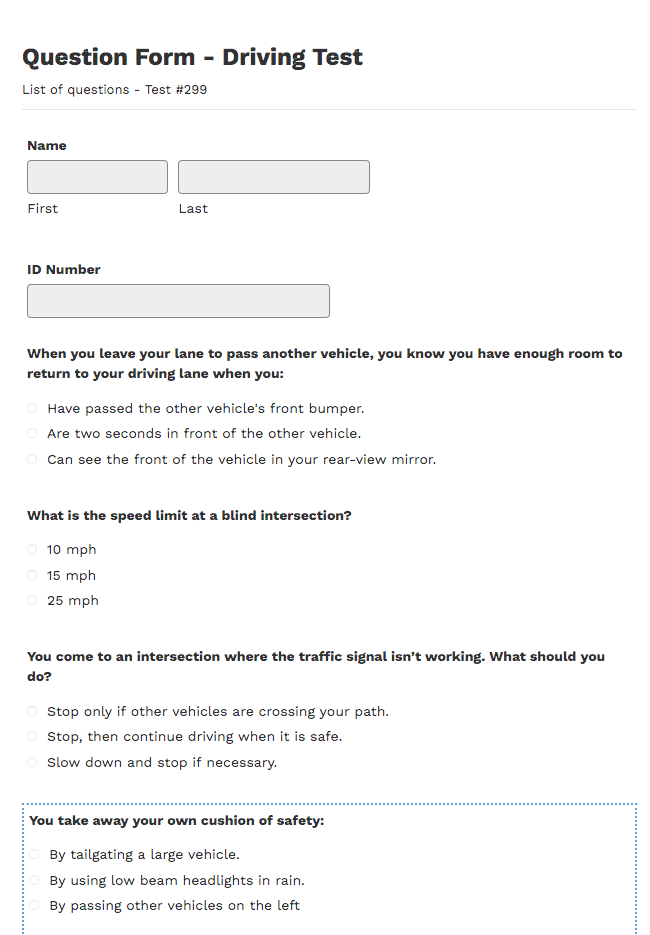 Question Form - Driving Test
List of questions - Test #299
Name
First Last
ID Number
When you leave your lane to pass another vehicle, you know you have enough room to
return to your driving lane when you:
Have passed the other vehicle's front bumper.
Are two seconds in front of the other vehicle.
Can see the front of the vehicle in your rear-view mirror.
What is the speed limit at a blind intersection?
10 mph
15 mph
25 mph
You come to an intersection where the traffic signal isn’t working. What should you
do?
Stop only if other vehicles are crossing your path.
Stop, then continue driving when it is safe.
Slow down and stop if necessary.
You take away your own cushion of safety:
By tailgating a large vehicle.
By using low beam headlights in rain.
By passing other vehicles on the left